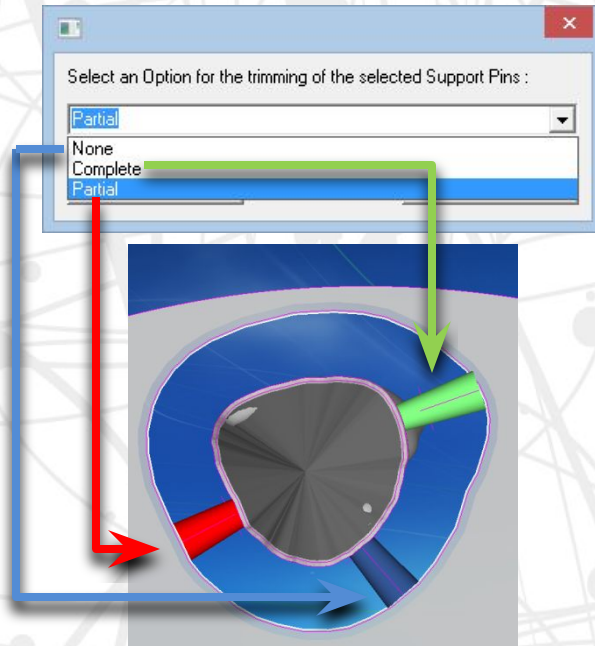 Select an Option for the trimming of the selected Support Pins :
Partial
None
Complete
Partial